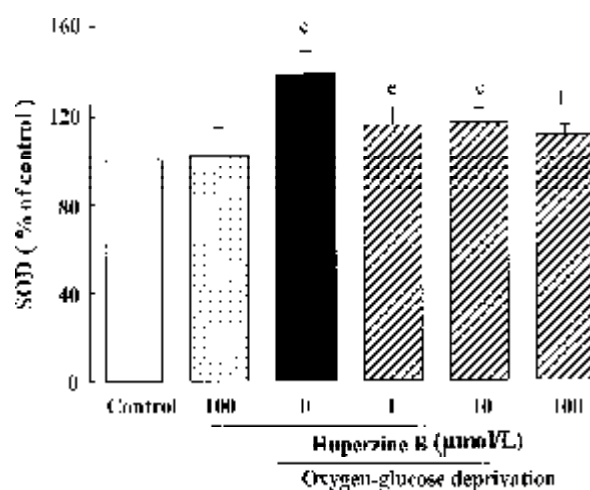 160
c
e
c
f
120
80
40
0
SOD ( % of control )
Control 100 0 1 10 100
Huperzine B (μmol/L)
Oxygen-glucose deprivation